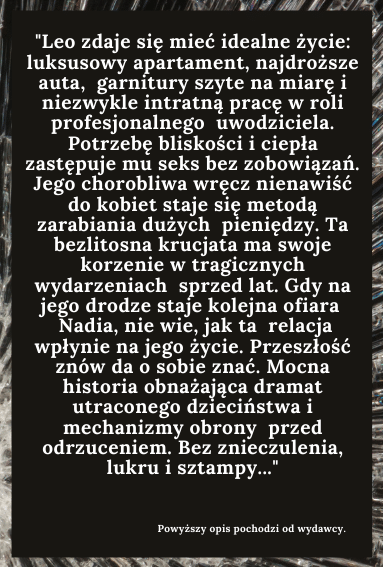 "Leo zdaje się mieć idealne życie:
luksusowy apartament, najdroższe
auta, garnitury szyte na miarę i
niezwykle intratną pracę w roli
profesjonalnego uwodziciela.
Potrzebę bliskości i ciepła
zastępuje mu seks bez zobowiązań.
Jego chorobliwa wręcz nienawiść
do kobiet staje się metodą
zarabiania dużych pieniędzy. Ta
bezlitosna krucjata ma swoje
korzenie w tragicznych
wydarzeniach sprzed lat. Gdy na
jego drodze staje kolejna ofiara
Nadia, nie wie, jak ta relacja
wpłynie na jego życie. Przeszłość
znów da o sobie znać. Mocna
historia obnażająca dramat
utraconego dzieciństwa i
mechanizmy obrony przed
odrzuceniem. Bez znieczulenia,
lukru i sztampy..."
Powyższy opis pochodzi od wydawcy.